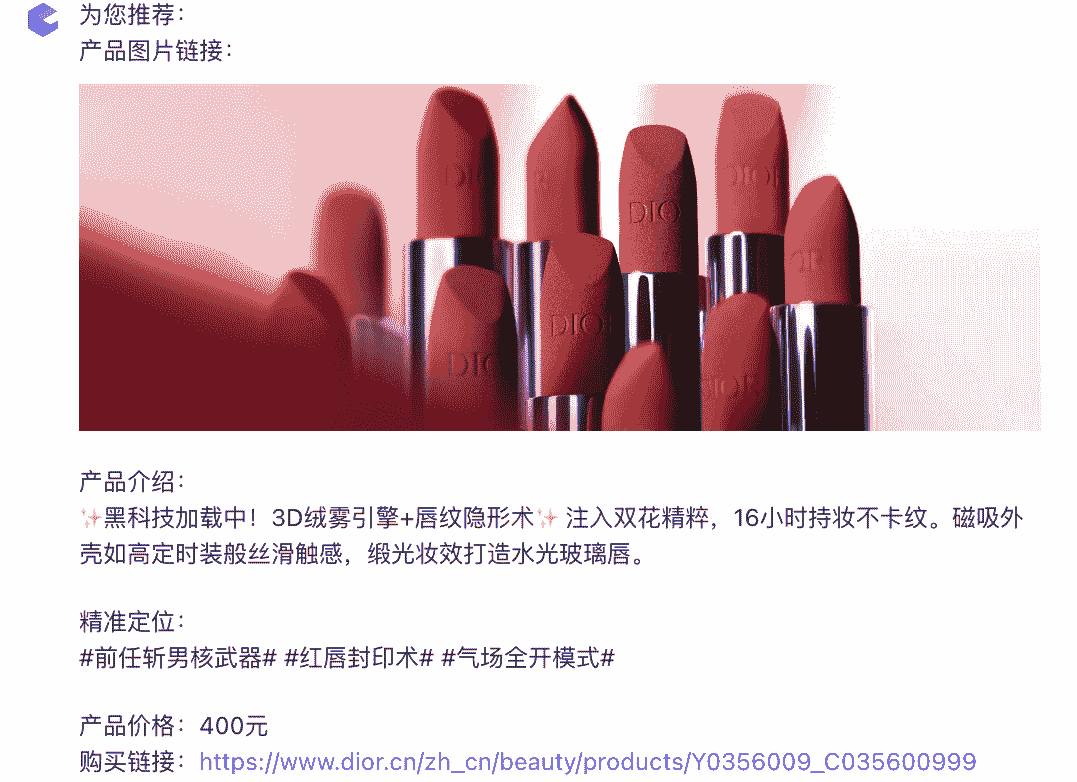 为您推荐：
产品图片链接：
DI
DIO
DIOR
DIOI
DIO
DIOR
产品介绍：
✨黑科技加载中！3D绒雾引擎+唇纹隐形术✨ 注入双花精粹，16小时持妆不卡纹。磁吸外
壳如高定时装般丝滑触感，缎光妆效打造水光玻璃唇。
精准定位：
#前任斩男核武器# #红唇封印术# #气场全开模式#
产品价格：400元
购买链接：https://www.dior.cn/zh_cn/beauty/products/Y0356009_C035600999